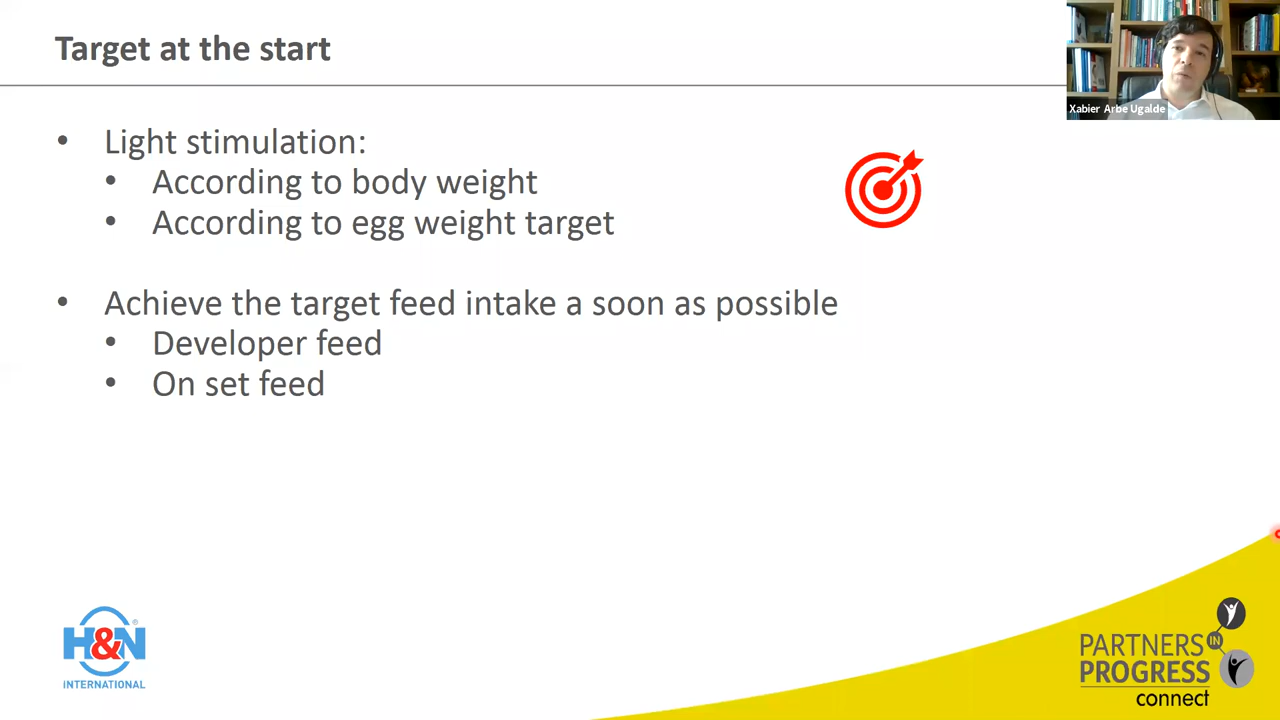 Target at the start
Xabier Arbe Ugalde
• Light stimulation:
• According to body weight
• According to egg weight target
• Achieve the target feed intake a soon as possible
• Developer feed
• On set feed
H&N®
INTERNATIONAL
PARTNERS IN
PROGRESS
connect